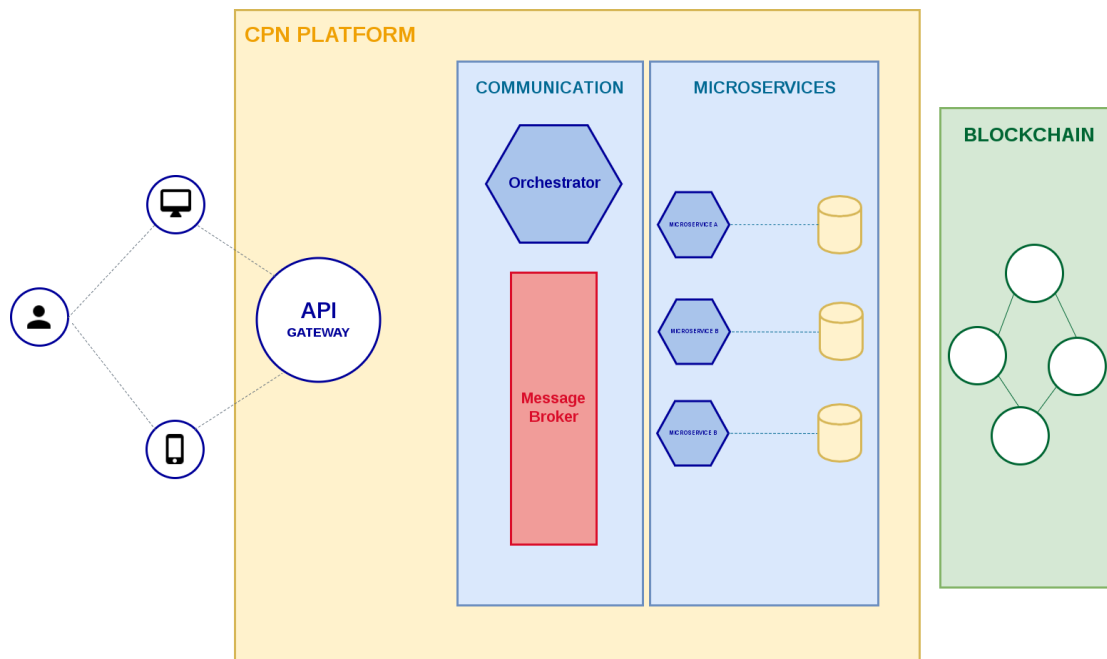 CPN PLATFORM
COMMUNICATION
MICROSERVICES
BLOCKCHAIN
Orchestrator
MICROSERVICE A
API
GATEWAY
MICROSERVICE B
Message
Broker
MICROSERVICE B